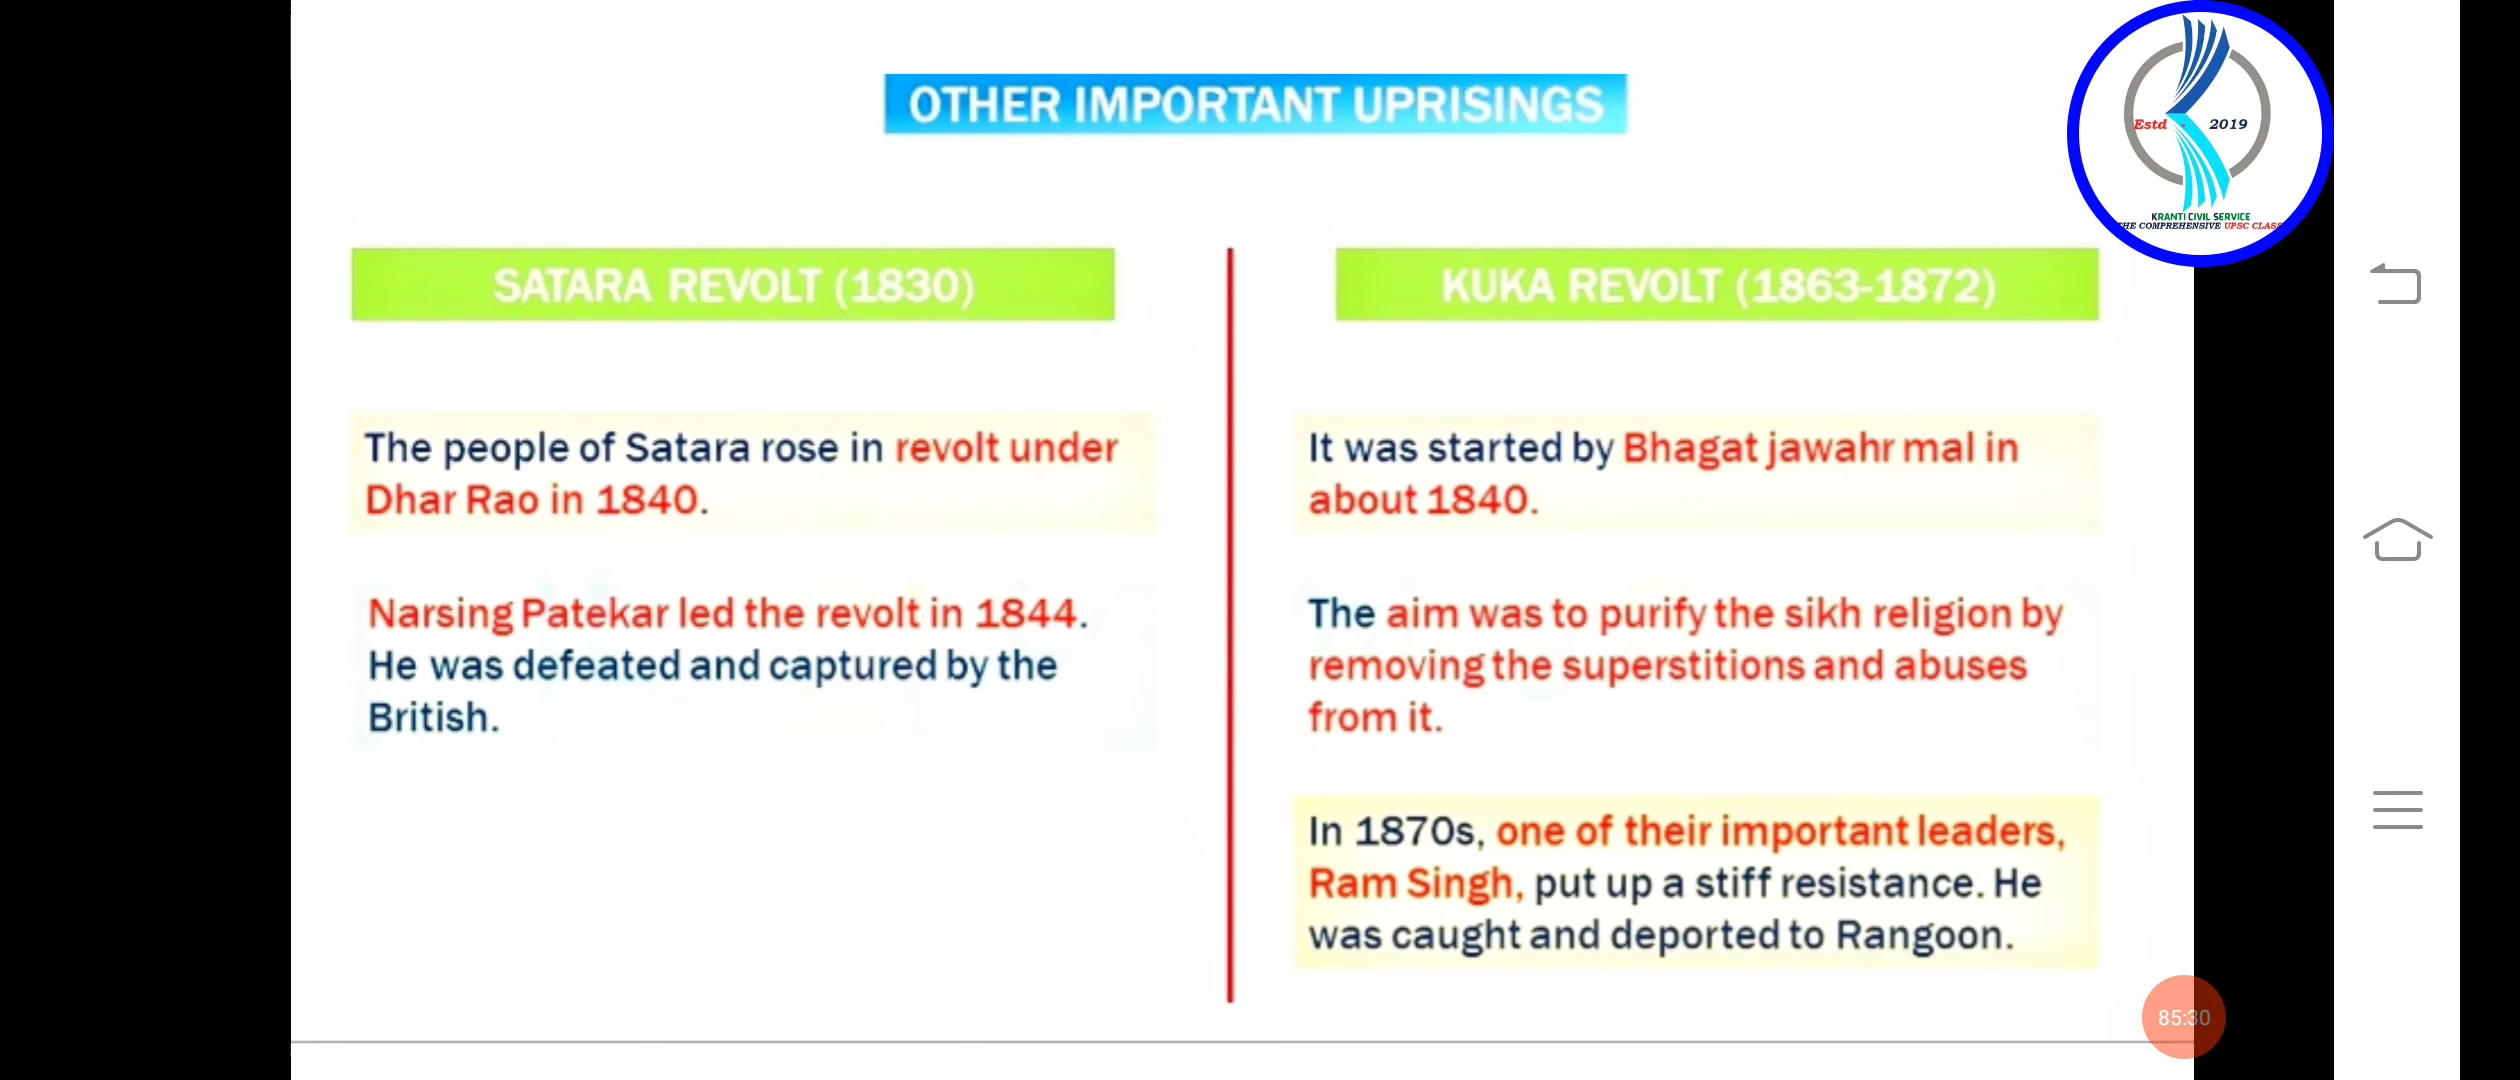 OTHER IMPORTANT UPRISINGS
Estd - 2019
KRANTI CIVIL SERVICE
THE COMPREHENSIVE UPSC CLASS
SATARA REVOLT (1830)
The people of Satara rose in revolt under
Dhar Rao in 1840.
Narsing Patekar led the revolt in 1844.
He was defeated and captured by the
British.
KUKA REVOLT (1863-1872)
It was started by Bhagat jawahr mal in
about 1840.
The aim was to purify the sikh religion by
removing the superstitions and abuses
from it.
In 1870s, one of their important leaders,
Ram Singh, put up a stiff resistance. He
was caught and deported to Rangoon.
85:30